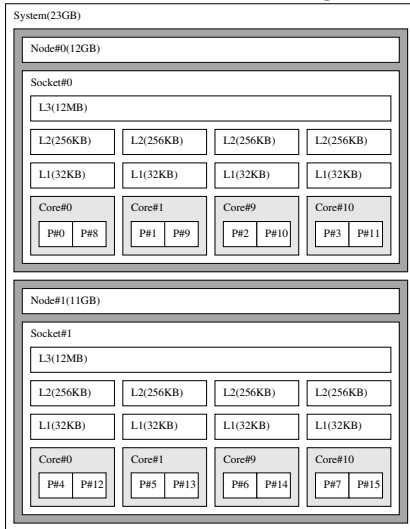 System(23GB)
Node#0(12GB)
Socket#0
L3(12MB)
L2(256KB) L2(256KB) L2(256KB) L2(256KB)
L1(32KB) L1(32KB) L1(32KB) L1(32KB)
Core#0 Core#1 Core#9 Core#10
P#0 P#8 P#1 P#9 P#2 P#10 P#3 P#11
Node#1(11GB)
Socket#1
L3(12MB)
L2(256KB) L2(256KB) L2(256KB) L2(256KB)
L1(32KB) L1(32KB) L1(32KB) L1(32KB)
Core#0 Core#1 Core#9 Core#10
P#4 P#12 P#5 P#13 P#6 P#14 P#7 P#15